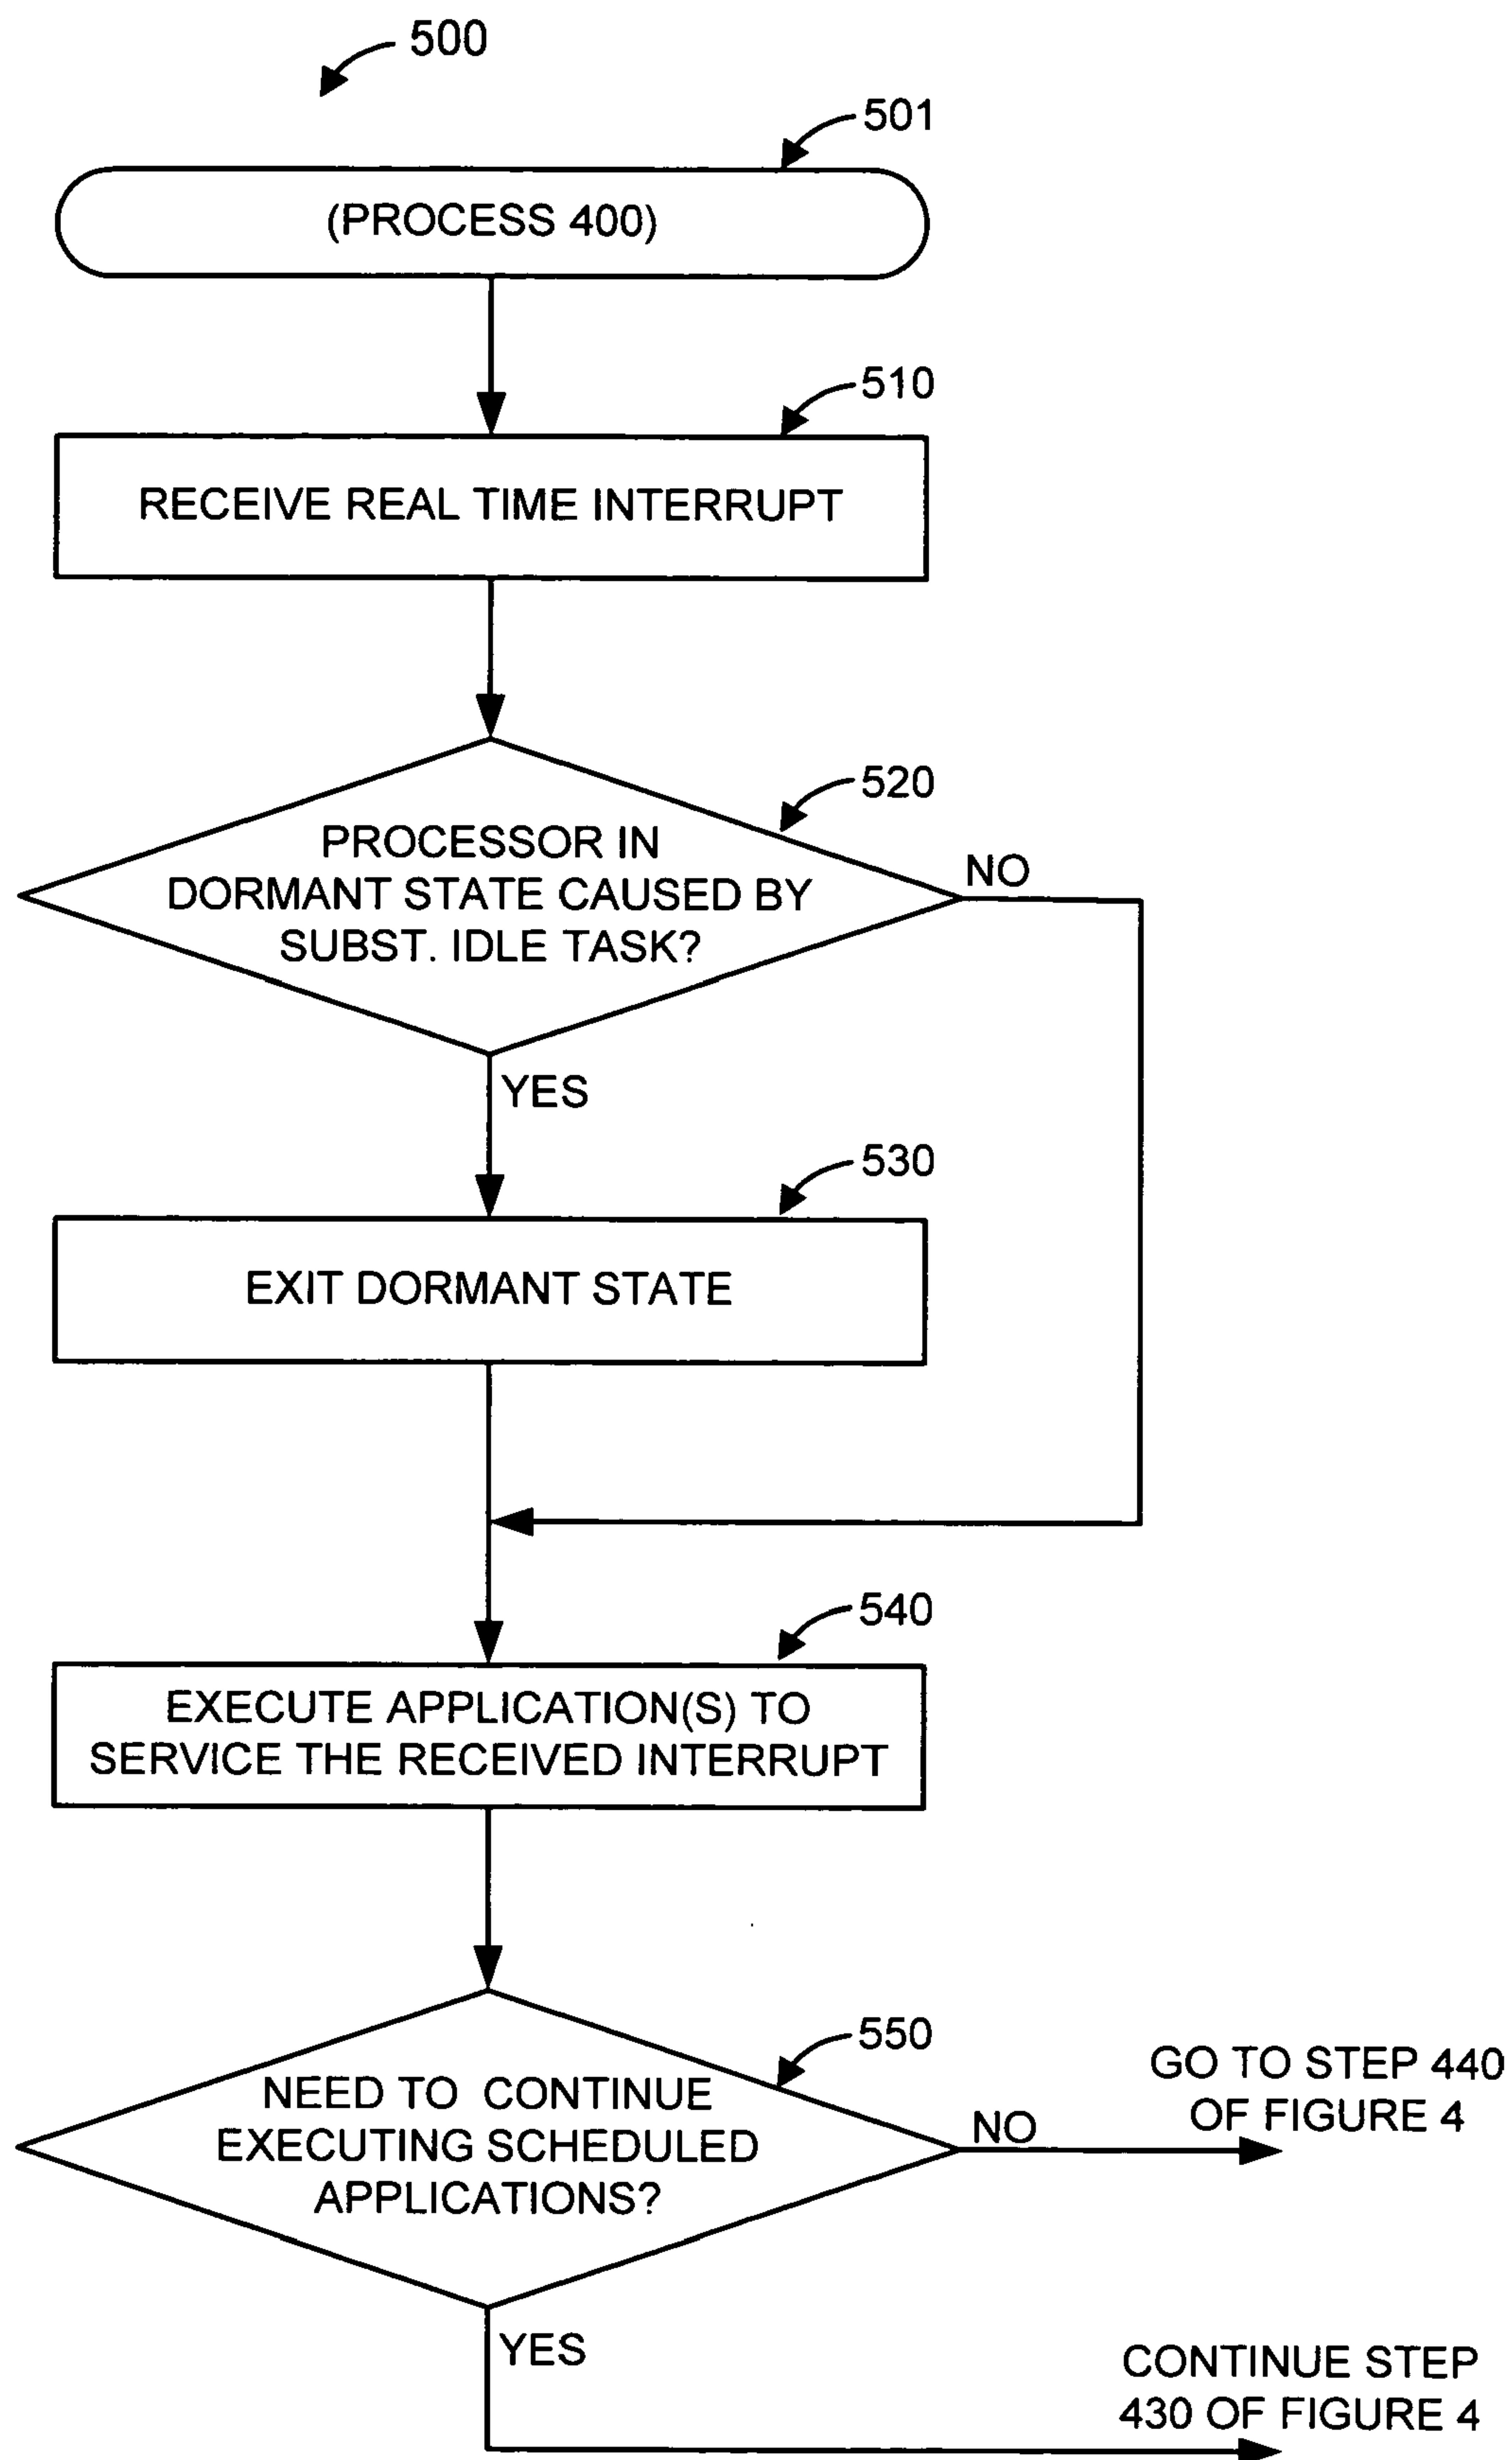 500
501
(PROCESS 400)
510
RECEIVE REAL TIME INTERRUPT
520
PROCESSOR IN
DORMANT STATE CAUSED BY
SUBST. IDLE TASK?
NO
YES
530
EXIT DORMANT STATE
540
EXECUTE APPLICATION(S) TO
SERVICE THE RECEIVED INTERRUPT
550
NEED TO CONTINUE
EXECUTING SCHEDULED
APPLICATIONS?
NO
GO TO STEP 440
OF FIGURE 4
YES
CONTINUE STEP
430 OF FIGURE 4